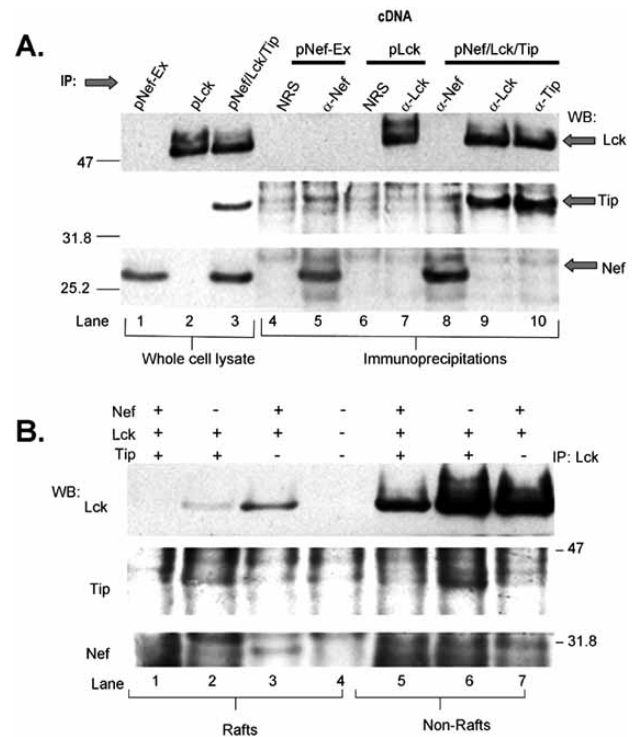 cDNA
A.
pNef-Ex pLck pNef/Lck/Tip
IP: pNef-Ex pLck pNef/Lck/Tip NRS α-Nef NRS α-Lck α-Nef α-Lck α-Tip WB:
Lck
47
Tip
31.8
Nef
25.2
Lane 1 2 3 4 5 6 7 8 9 10
Whole cell lysate Immunoprecipitations
B.
Nef + - + - + - +
Lck + + + - + + +
Tip + + - - + + - IP: Lck
WB:
Lck
- 47
Tip
- 31.8
Nef
Lane 1 2 3 4 5 6 7
Rafts Non-Rafts